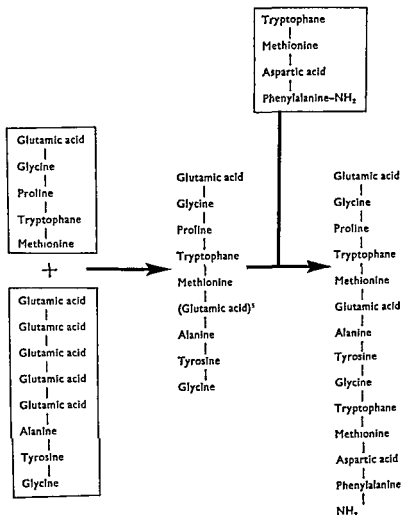 Tryptophane
Methionine
Aspartic acid
Phenylalanine–NH₂
Glutamic acid
Glycine
Proline
Tryptophane
Methionine
+
Glutamic acid
Glutamic acid
Glutamic acid
Glutamic acid
Glutamic acid
Alanine
Tyrosine
Glycine
Glutamic acid
Glycine
Proline
Tryptophane
Methionine
(Glutamic acid)⁵
Alanine
Tyrosine
Glycine
Glutamic acid
Glycine
Proline
Tryptophane
Methionine
Glutamic acid
Alanine
Tyrosine
Glycine
Tryptophane
Methionine
Aspartic acid
Phenylalanine
NH₂